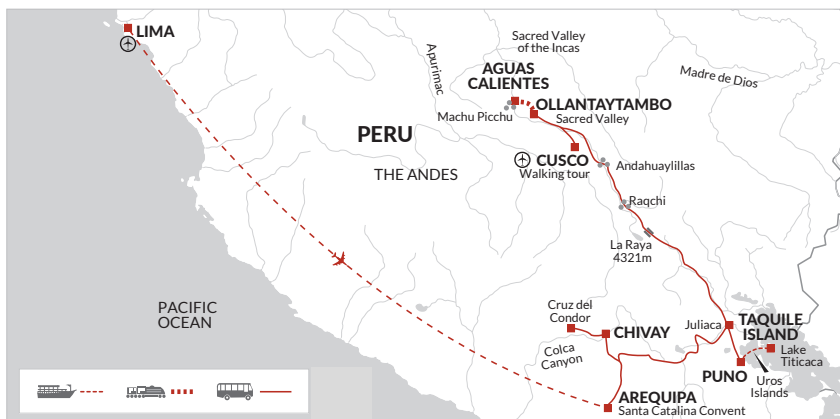 LIMA
Apurimac
Sacred Valley
of the Incas
Madre de Dios
AGUAS
CALIENTES
OLLANTAYTAMBO
Sacred Valley
Machu Picchu
PERU
CUSCO
Walking tour
Andahuaylillas
THE ANDES
Raqchi
La Raya
4321m
PACIFIC
OCEAN
Cruz del
Condor
CHIVAY
Colca
Canyon
Juliaca
TAQUILE
ISLAND
Lake
Titicaca
PUNO
Uros
Islands
AREQUIPA
Santa Catalina Convent